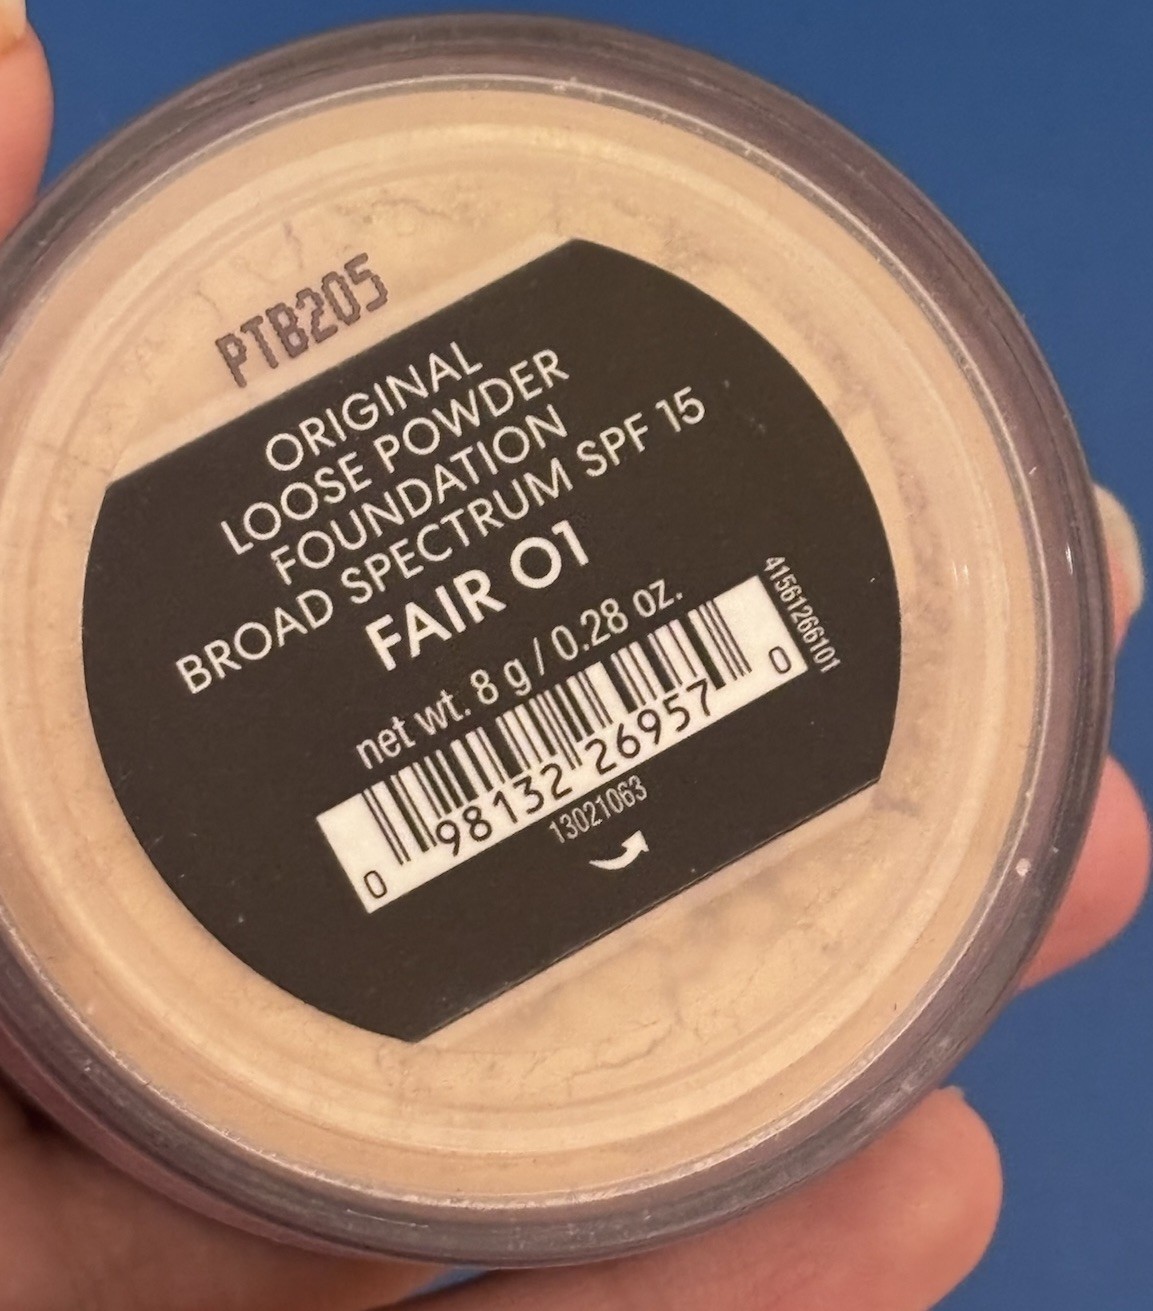 PTB205
ORIGINAL
LOOSE POWDER
FOUNDATION
BROAD SPECTRUM SPF 15
FAIR 01
net wt. 8 g / 0.28 oz.
41561266101
0 98132 26957 0
13021063